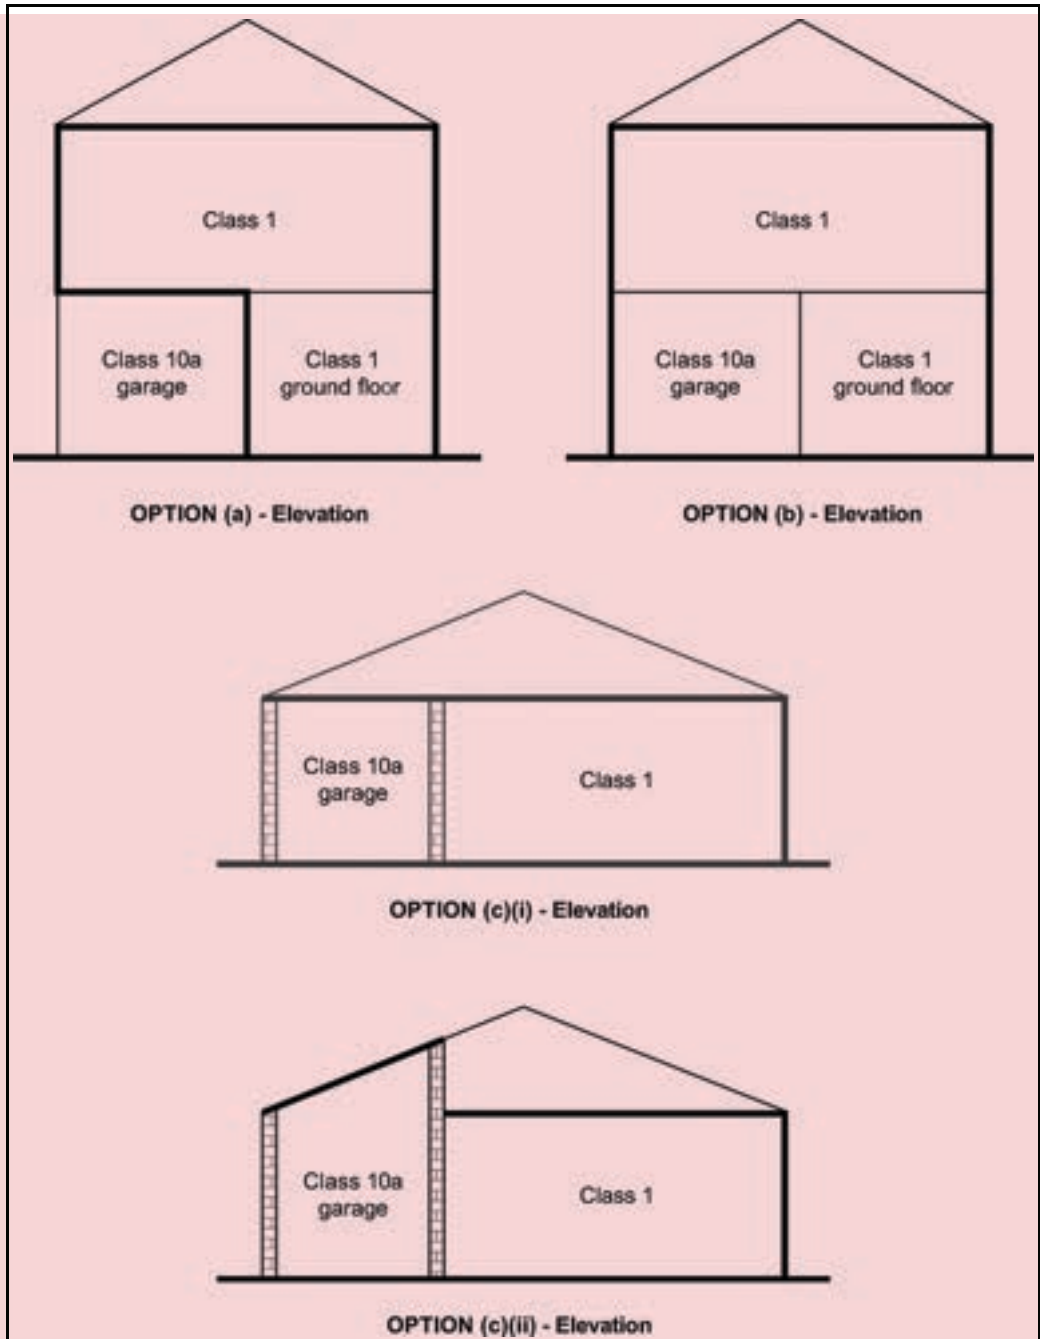 Class 1
Class 10a
garage
Class 1
ground floor
OPTION (a) - Elevation
Class 1
Class 10a
garage
Class 1
ground floor
OPTION (b) - Elevation
Class 10a
garage
Class 1
OPTION (c)(i) - Elevation
Class 10a
garage
Class 1
OPTION (c)(ii) - Elevation